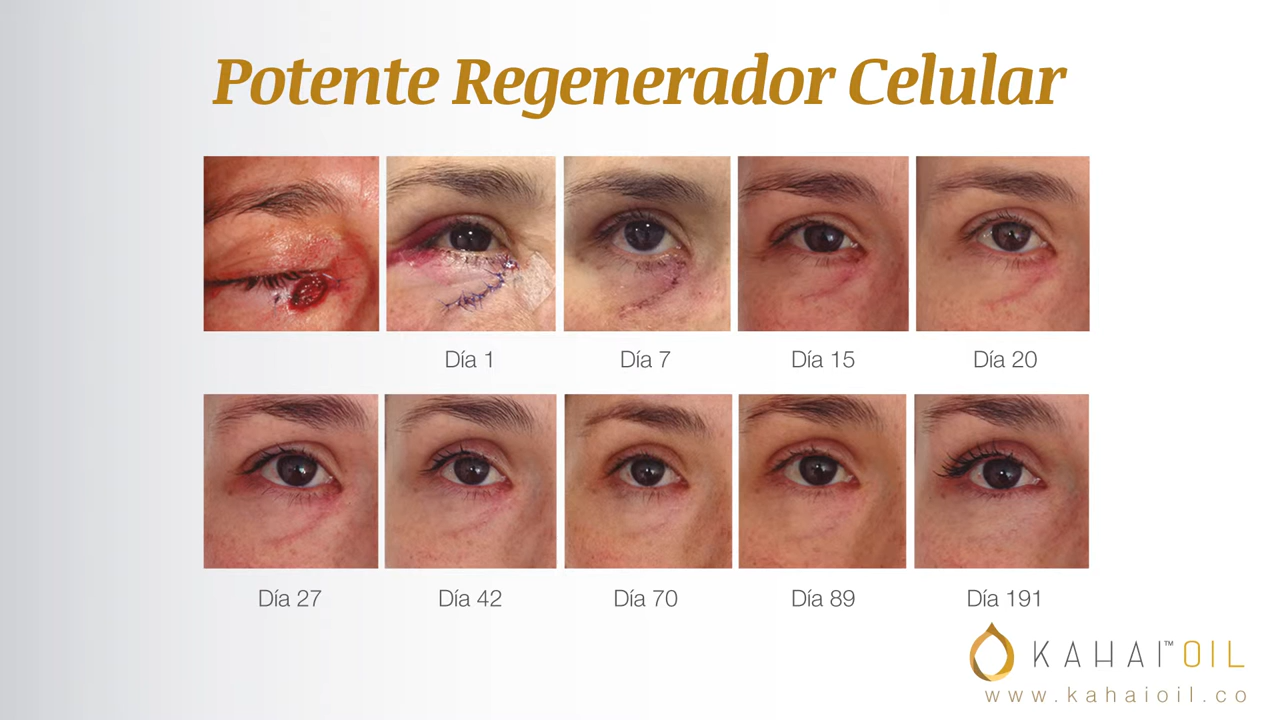 Potente Regenerador Celular
Día 1
Día 7
Día 15
Día 20
Día 27
Día 42
Día 70
Día 89
Día 191
KAHAI™OIL
www.kahaioil.co